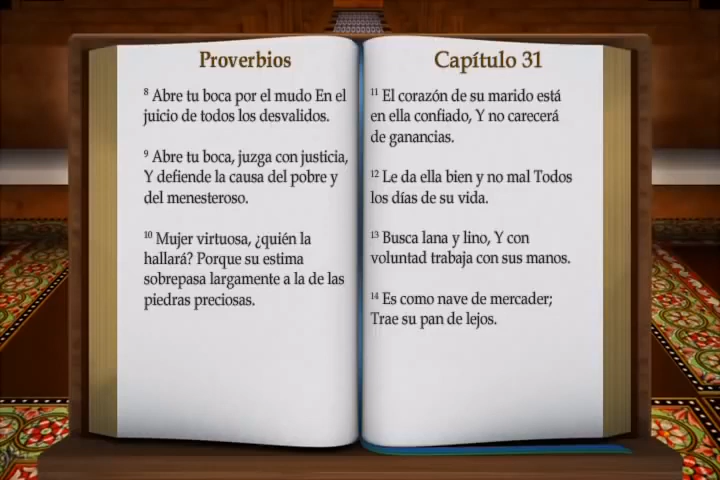 Proverbios
8 Abre tu boca por el mudo En el
juicio de todos los desvalidos.
9 Abre tu boca, juzga con justicia,
Y defiende la causa del pobre y
del menesteroso.
10 Mujer virtuosa, ¿quién la
hallará? Porque su estima
sobrepasa largamente a la de las
piedras preciosas.
Capítulo 31
11 El corazón de su marido está
en ella confiado, Y no carecerá
de ganancias.
12 Le da ella bien y no mal Todos
los días de su vida.
13 Busca lana y lino, Y con
voluntad trabaja con sus manos.
14 Es como nave de mercader;
Trae su pan de lejos.